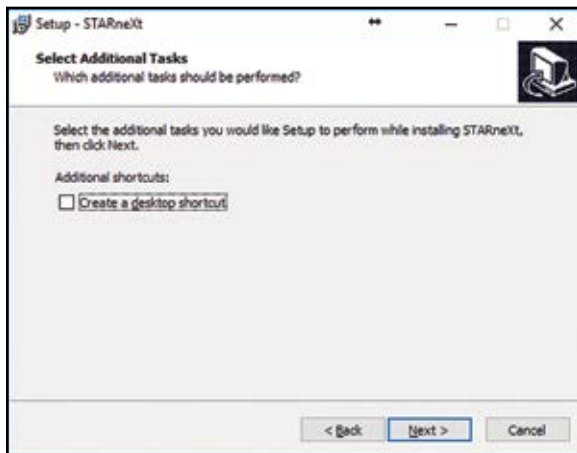 Setup - STARneXt
Select Additional Tasks
Which additional tasks should be performed?
Select the additional tasks you would like Setup to perform while installing STARneXt,
then click Next.
Additional shortcuts:
Create a desktop shortcut
< Back
Next >
Cancel